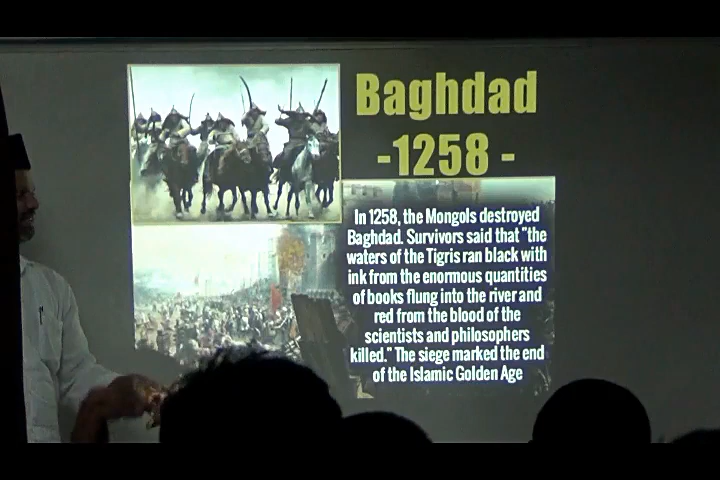 Baghdad
-1258 -
In 1258, the Mongols destroyed
Baghdad. Survivors said that "the
waters of the Tigris ran black with
ink from the enormous quantities
of books flung into the river and
red from the blood of the
scientists and philosophers
killed." The siege marked the end
of the Islamic Golden Age